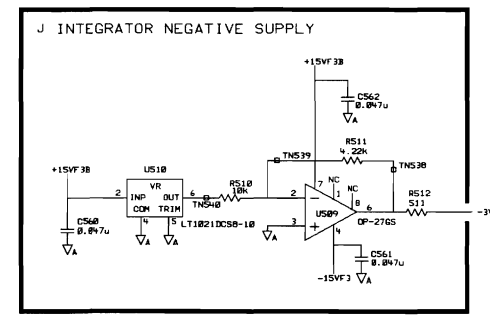 J INTEGRATOR NEGATIVE SUPPLY
+15VF3B
C562
0.047u
A
R511
4.22k
TN539
TN538
+15VF3B
U510
VR
2 INP OUT 6
COM TRIM
4 5
A A
TN540
R510
10k
LT1021DCS8-10
C560
0.047u
A
7 NC
1 NC
8
2 -
3 +
U509
6
4
OP-27GS
A
R512
511
-3V
C561
0.047u
A
-15VF3